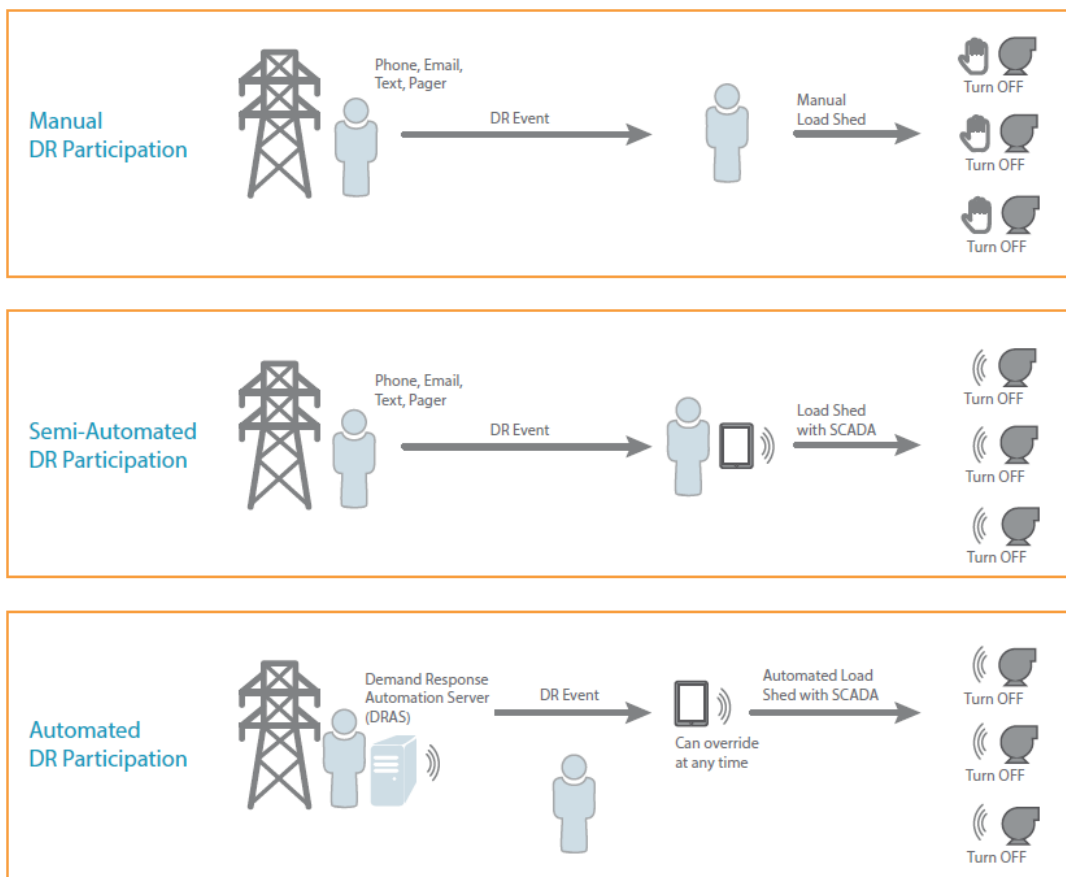 Manual
DR Participation
Phone, Email,
Text, Pager
DR Event
Manual
Load Shed
Turn OFF
Turn OFF
Turn OFF
Semi-Automated
DR Participation
Phone, Email,
Text, Pager
DR Event
Load Shed
with SCADA
Turn OFF
Turn OFF
Turn OFF
Automated
DR Participation
Demand Response
Automation Server
(DRAS)
DR Event
Can override
at any time
Automated Load
Shed with SCADA
Turn OFF
Turn OFF
Turn OFF